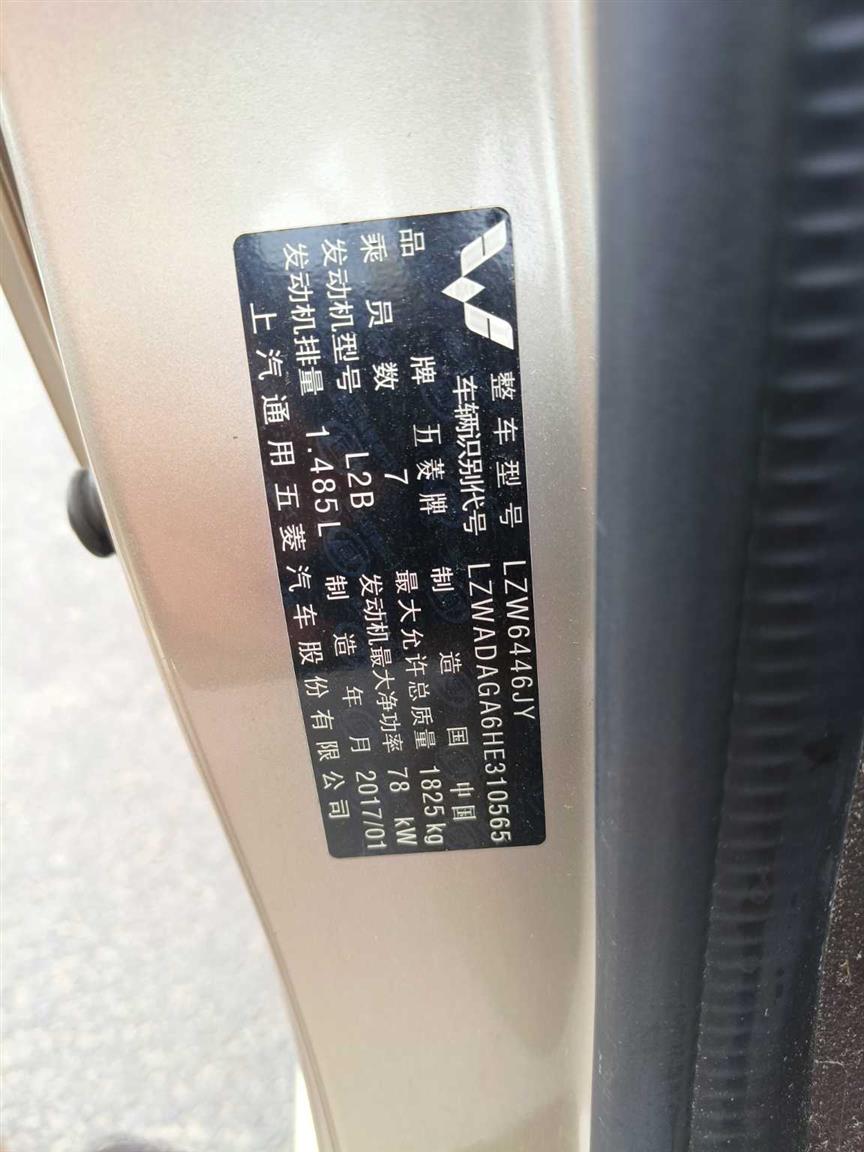 整车型号 LZW6446JY
车辆识别代号 LZWADAGA6HE310565
品牌 五菱牌 制造国 中国
乘员数 7 最大允许总质量 1825 kg
发动机型号 L2B 发动机最大净功率 78 kW
发动机排量 1.485L 制造年月 2017/01
上汽通用五菱汽车股份有限公司